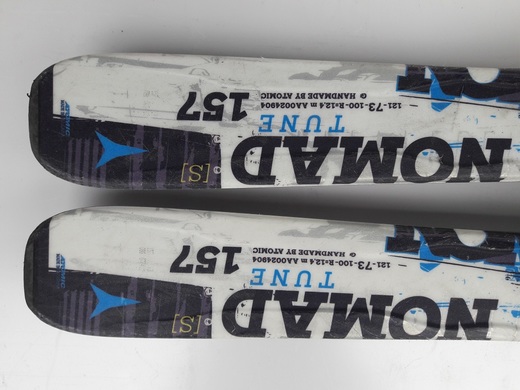 121-73-100-R=12.4 m AA0024904
HANDMADE BY ATOMIC
157
TUNE
NOMAD
[S]
121-73-100-R=12.4 m AA0024904
HANDMADE BY ATOMIC
157
TUNE
NOMAD
[S]